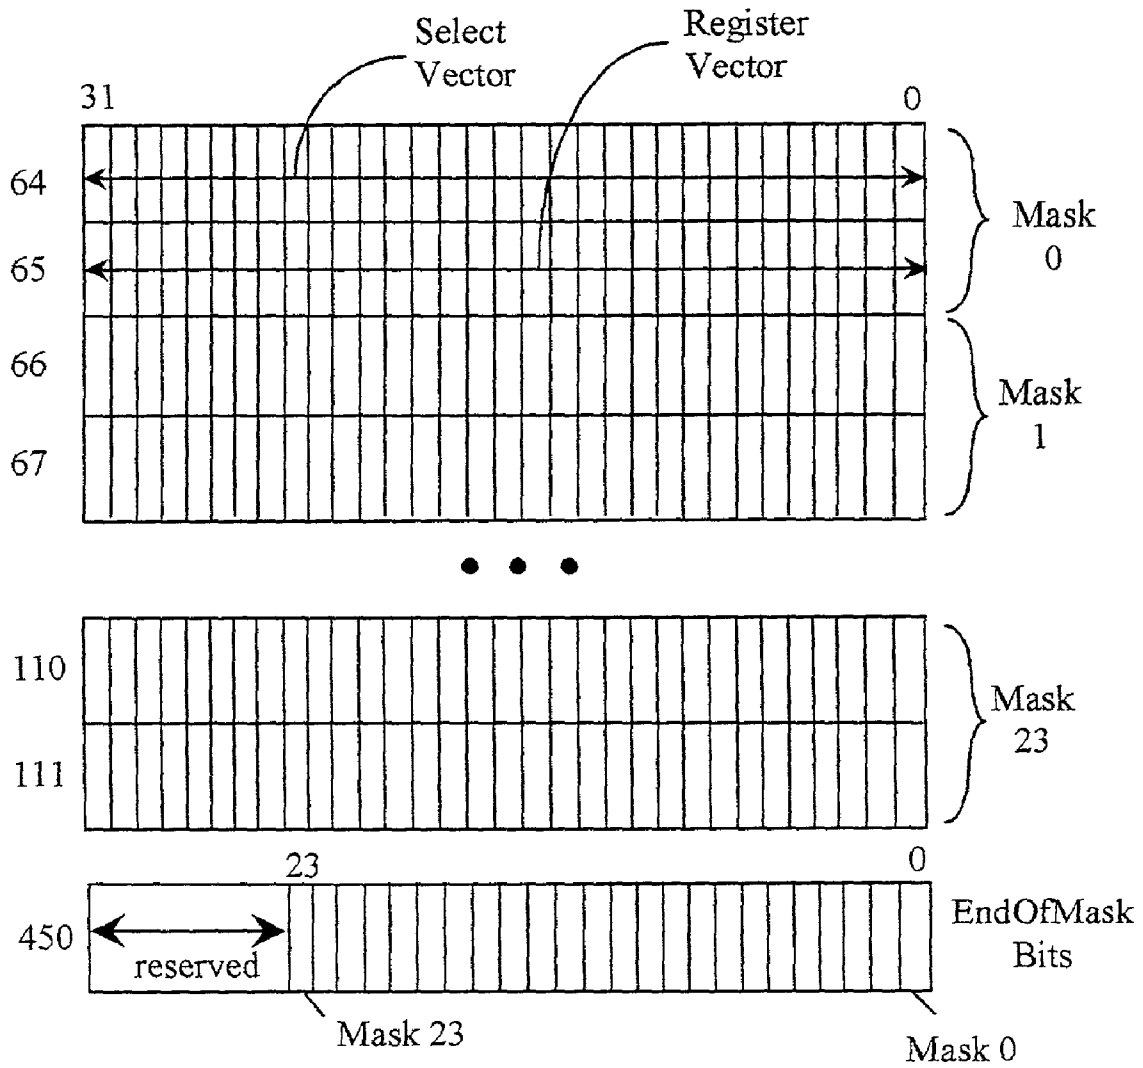 Select
Vector
Register
Vector
31
0
64
65
Mask
0
66
67
Mask
1
110
111
Mask
23
23
0
450
reserved
EndOfMask
Bits
Mask 23
Mask 0